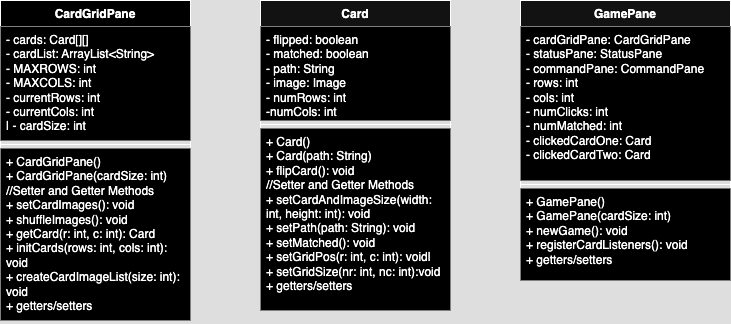 CardGridPane
- cards: Card[][]
- cardList: ArrayList<String>
- MAXROWS: int
- MAXCOLS: int
- currentRows: int
- currentCols: int
l - cardSize: int
+ CardGridPane()
+ CardGridPane(cardSize: int)
//Setter and Getter Methods
+ setCardImages(): void
+ shufleImages(): void
+ getCard(r: int, c: int): Card
+ initCards(rows: int, cols: int):
void
+ createCardImageList(size: int):
void
+ getters/setters
Card
- flipped: boolean
- matched: boolean
- path: String
- image: Image
- numRows: int
-numCols: int
+ Card()
+ Card(path: String)
+ flipCard(): void
//Setter and Getter Methods
+ setCardAndImageSize(width:
int, height: int): void
+ setPath(path: String): void
+ setMatched(): void
+ setGridPos(r: int, c: int): voidl
+ setGridSize(nr: int, nc: int):void
+ getters/setters
GamePane
- cardGridPane: CardGridPane
- statusPane: StatusPane
- commandPane: CommandPane
- rows: int
- cols: int
- numClicks: int
- numMatched: int
- clickedCardOne: Card
- clickedCardTwo: Card
+ GamePane()
+ GamePane(cardSize: int)
+ newGame(): void
+ registerCardListeners(): void
+ getters/setters